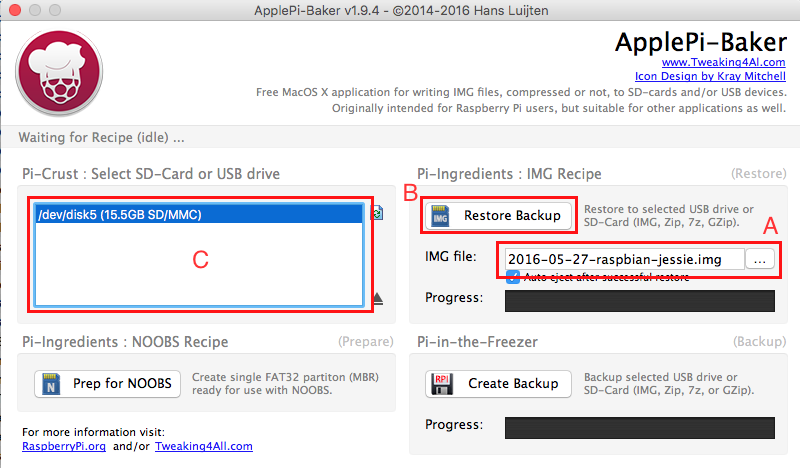 ApplePi-Baker v1.9.4 - ©2014-2016 Hans Luijten
ApplePi-Baker
www.Tweaking4Al.com
Icon Design by Kray Mitchell
Free MacOS X application for writing IMG files, compressed or not, to SD-cards and/or USB devices.
Originally intended for Raspberry Pi users, but suitable for other applications as well.
Waiting for Recipe (idle) ...
Pi-Crust : Select SD-Card or USB drive
/dev/disk5 (15.5GB SD/MMC)
C
Pi-Ingredients : IMG Recipe
(Restore)
B
IMG
Restore Backup
Restore to selected USB drive or
SD-Card (IMG, Zip, 7z, GZip).
A
IMG file:
2016-05-27-raspbian-jessie.img
...
Auto eject after successful restore
Progress:
Pi-Ingredients : NOOBS Recipe
(Prepare)
N
Prep for NOOBS
Create single FAT32 partiton (MBR)
ready for use with NOOBS.
Pi-in-the-Freezer
(Backup)
RPi
Create Backup
Backup selected USB drive or
SD-Card (IMG, Zip, 7z, or GZip).
Progress:
For more information visit:
RaspberryPi.org and/or Tweaking4All.com